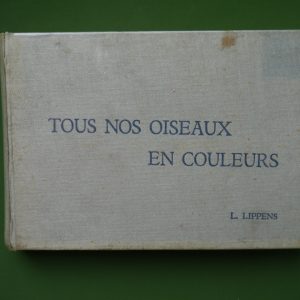 TOUS NOS OISEAUX
EN COULEURS
L. LIPPENS